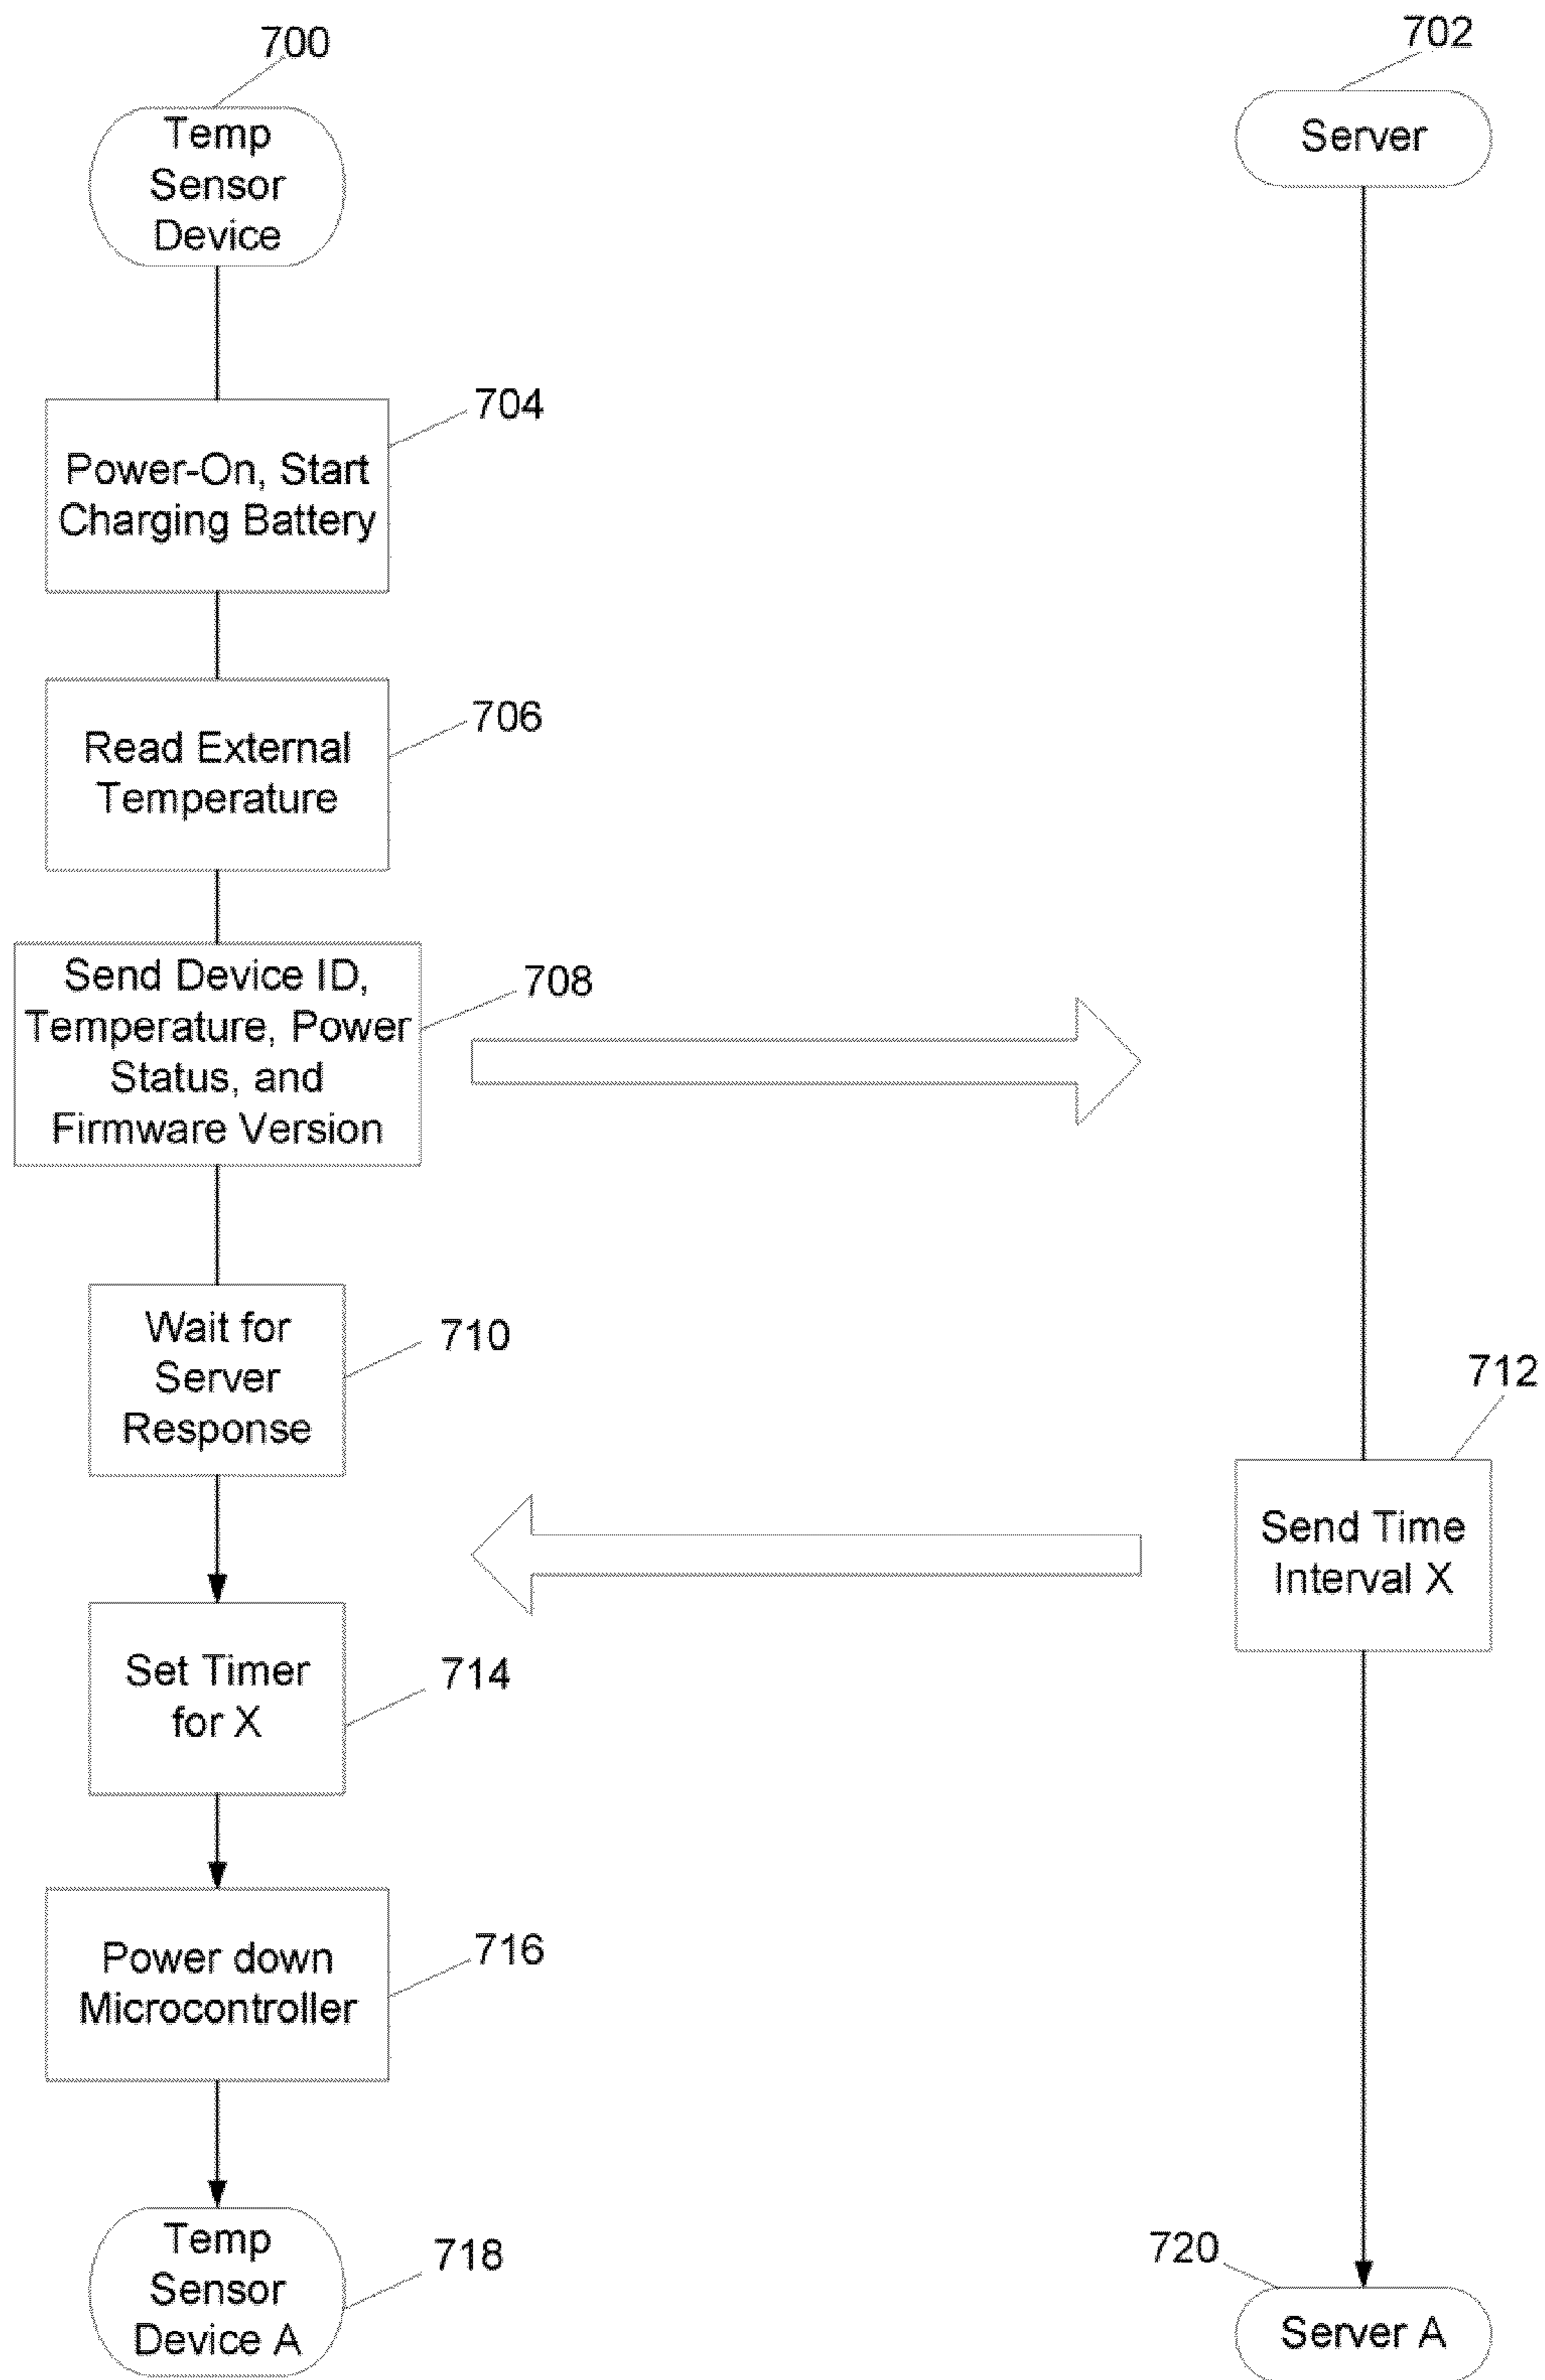 700
702
Temp
Sensor
Device
Server
704
Power-On, Start
Charging Battery
706
Read External
Temperature
708
Send Device ID,
Temperature, Power
Status, and
Firmware Version
710
Wait for
Server
Response
712
Send Time
Interval X
714
Set Timer
for X
716
Power down
Microcontroller
718
Temp
Sensor
Device A
720
Server A